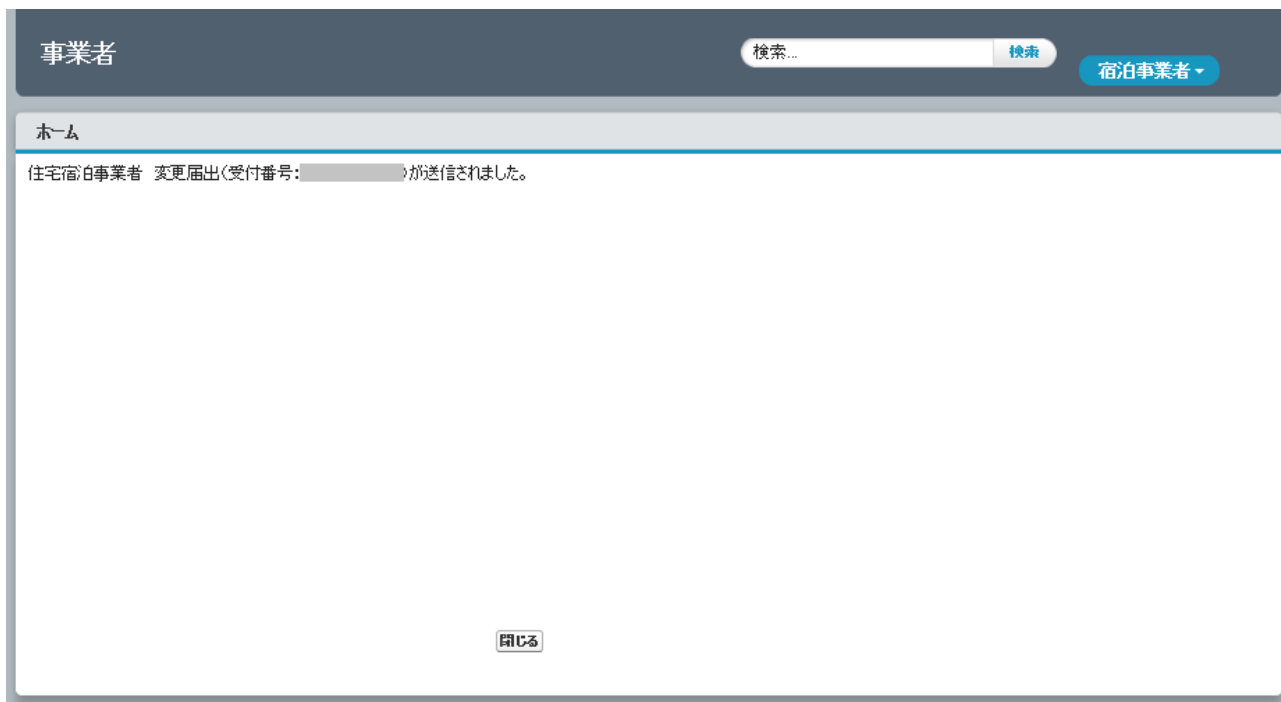 事業者
検索...
検索
宿泊事業者
ホーム
住宅宿泊事業者 変更届出(受付番号: )が送信されました。
閉じる